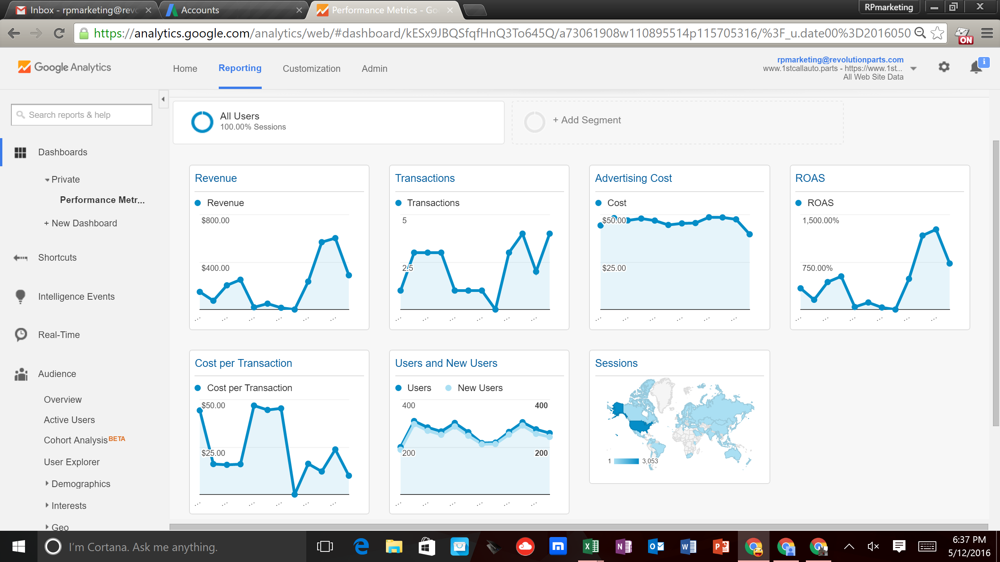 Inbox - rpmarketing@revo
Accounts
Performance Metrics - Go
RPmarketing
https://analytics.google.com/analytics/web/#dashboard/kESx9JBQSfqfHnQ3To645Q/a73061908w110895514p115705316/%3F_u.date00%3D2016050
ON
Google Analytics
Home
Reporting
Customization
Admin
rpmarketing@revolutionparts.com
www.1stcallauto.parts - https://www.1st...
All Web Site Data
i
Search reports & help
Dashboards
Private
Performance Metr...
+ New Dashboard
Shortcuts
Intelligence Events
Real-Time
Audience
Overview
Active Users
Cohort Analysis BETA
User Explorer
Demographics
Interests
Geo
All Users
100.00% Sessions
+ Add Segment
Revenue
Revenue
$800.00
$400.00
Transactions
Transactions
5
2.5
Advertising Cost
Cost
$50.00
$25.00
ROAS
ROAS
1,500.00%
750.00%
Cost per Transaction
Cost per Transaction
$50.00
$25.00
Users and New Users
Users
New Users
400
400
200
200
Sessions
1
3,053
I'm Cortana. Ask me anything.
6:37 PM
5/12/2016